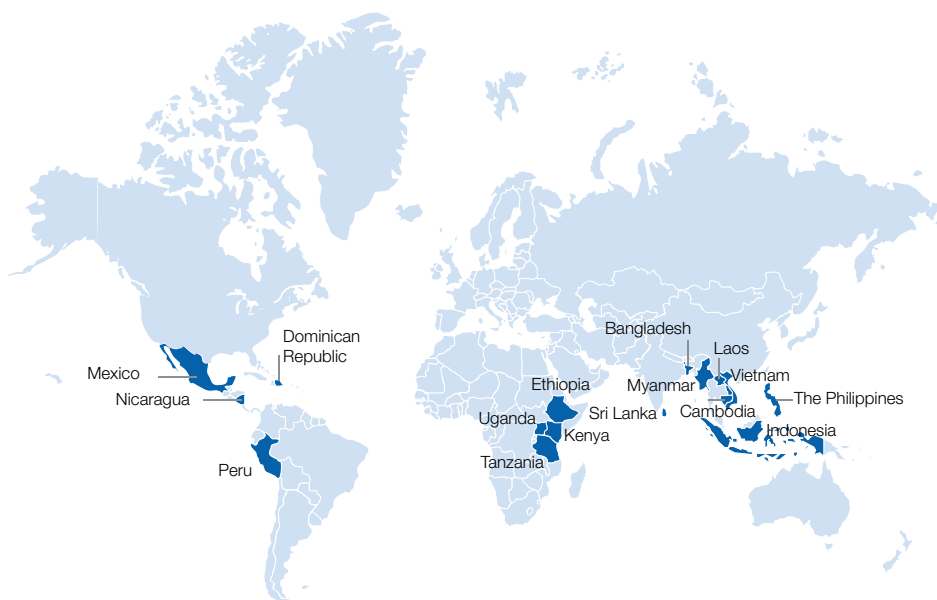 Dominican
Republic
Mexico
Nicaragua
Peru
Ethiopia
Uganda
Kenya
Tanzania
Bangladesh
Laos
Vietnam
Myanmar
Sri Lanka
Cambodia
The Philippines
Indonesia